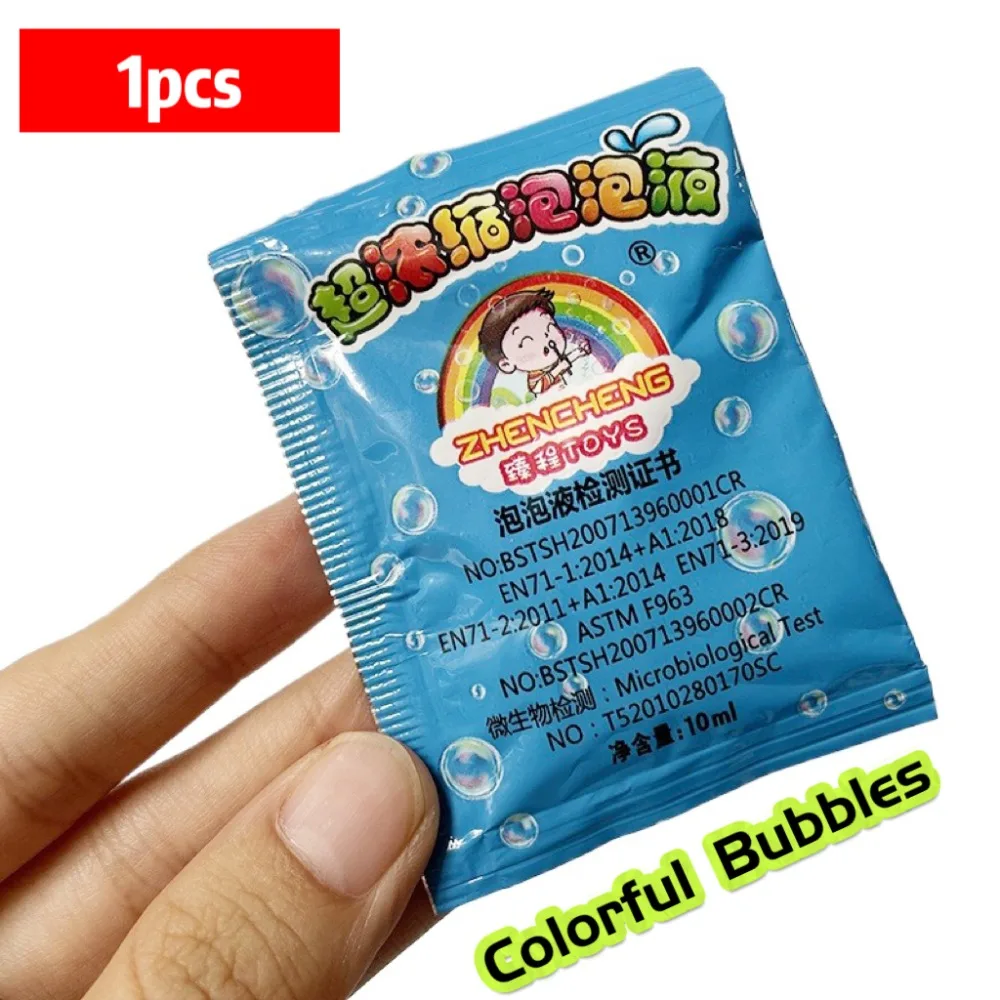 1pcs
超浓缩泡泡液
®
ZHENCHENG
臻程TOYS
泡泡液检测证书
NO:BSTSH200713960001CR
EN71-1:2014+A1:2018
EN71-2:2011+A1:2014 EN71-3:2019
ASTM F963
NO:BSTSH200713960002CR
微生物检测：Microbiological Test
NO：T52010280170SC
净含量:10ml
Colorful Bubbles